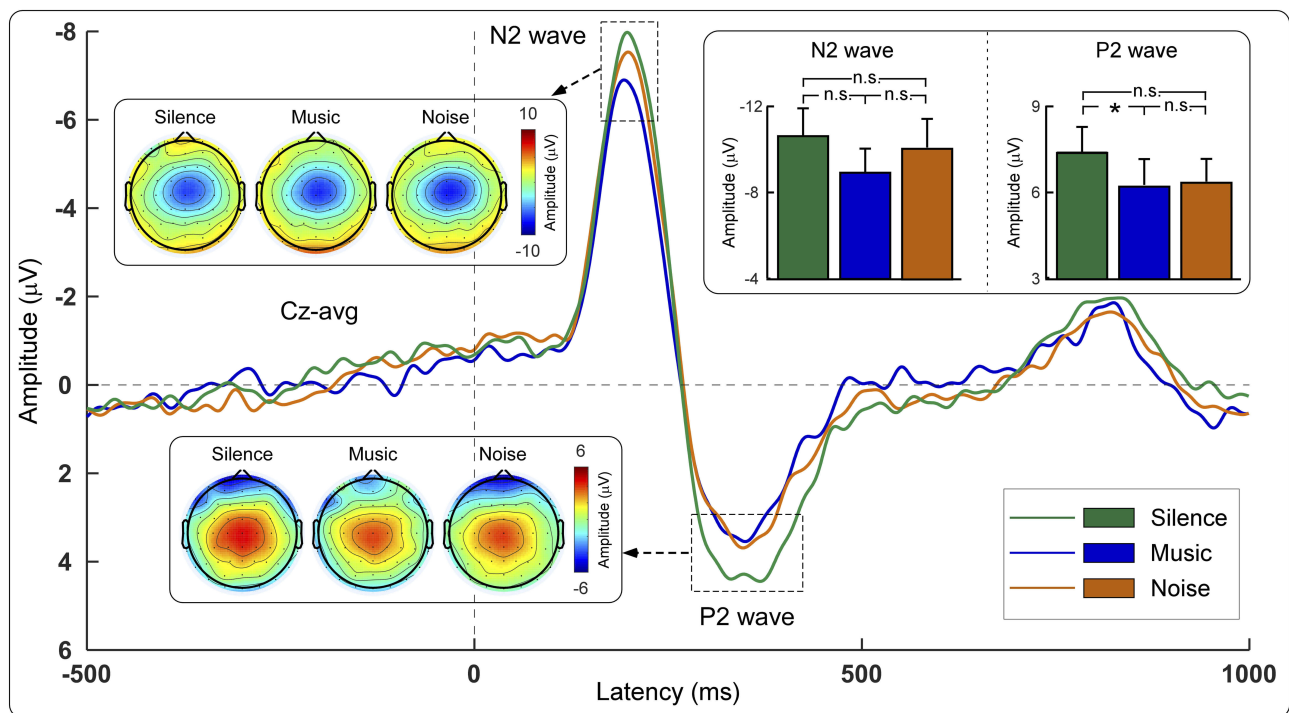 -8
-6
-4
-2
0
2
4
6
Amplitude (μV)
-500
0
500
1000
Latency (ms)
N2 wave
Cz-avg
P2 wave
Silence Music Noise
10
-10
Amplitude (μV)
Silence Music Noise
6
-6
Amplitude (μV)
N2 wave
n.s.
n.s. n.s.
-12
-8
-4
Amplitude (μV)
P2 wave
n.s.
* n.s.
9
6
3
Amplitude (μV)
Silence
Music
Noise